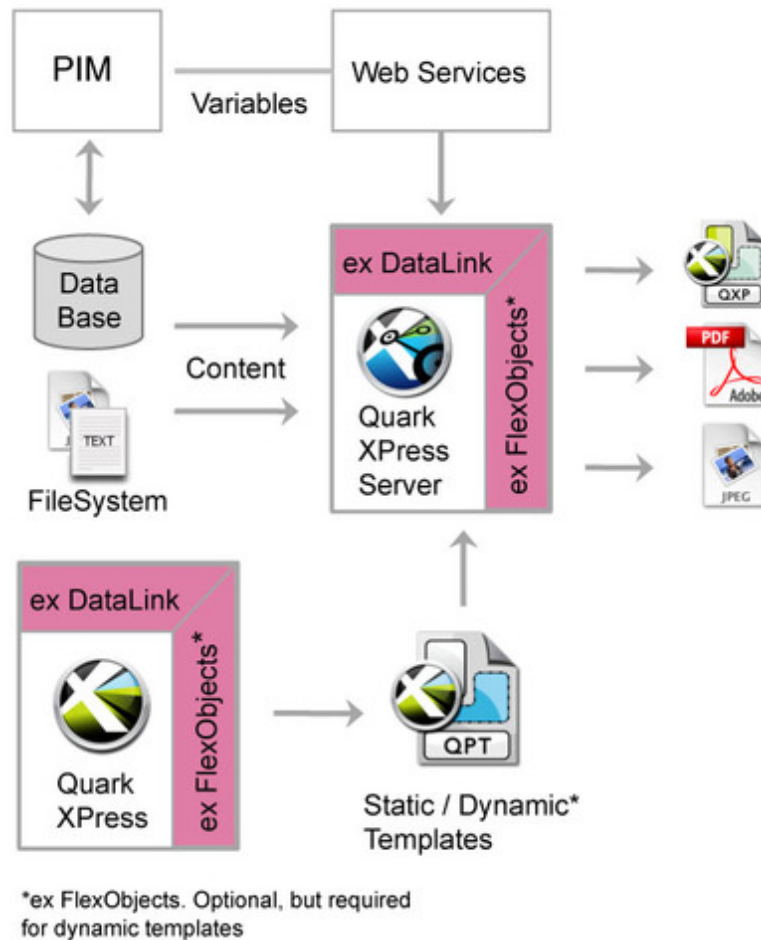 PIM
Web Services
Variables
Data
Base
Content
TEXT
FileSystem
ex DataLink
ex FlexObjects*
Quark
XPress
Server
QXP
PDF
Adobe
JPEG
ex DataLink
ex FlexObjects*
Quark
XPress
QPT
Static / Dynamic*
Templates
*ex FlexObjects. Optional, but required
for dynamic templates